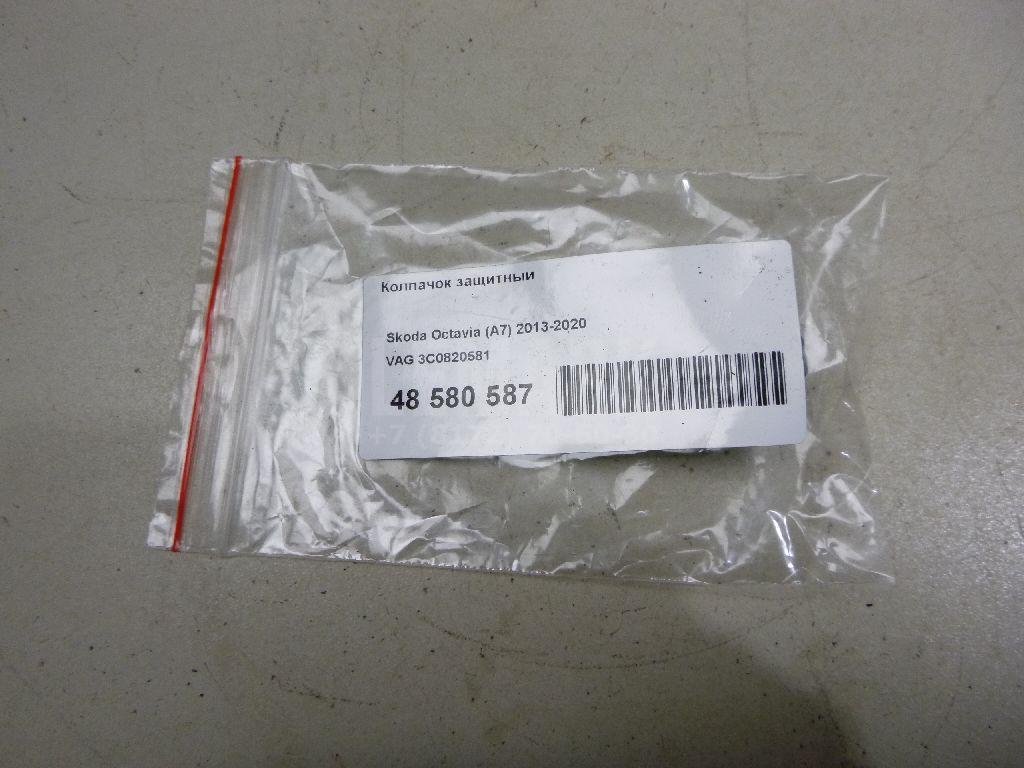 Колпачок защитный
Skoda Octavia (A7) 2013-2020
VAG 3C0820581
48 580 587